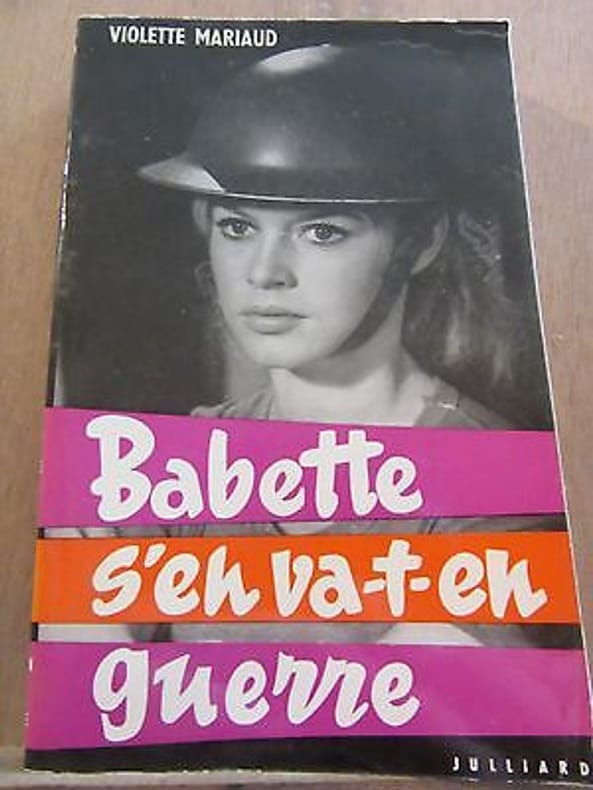 VIOLETTE MARIAUD
Babette
s'en va-t-en
guerre
JULLIARD